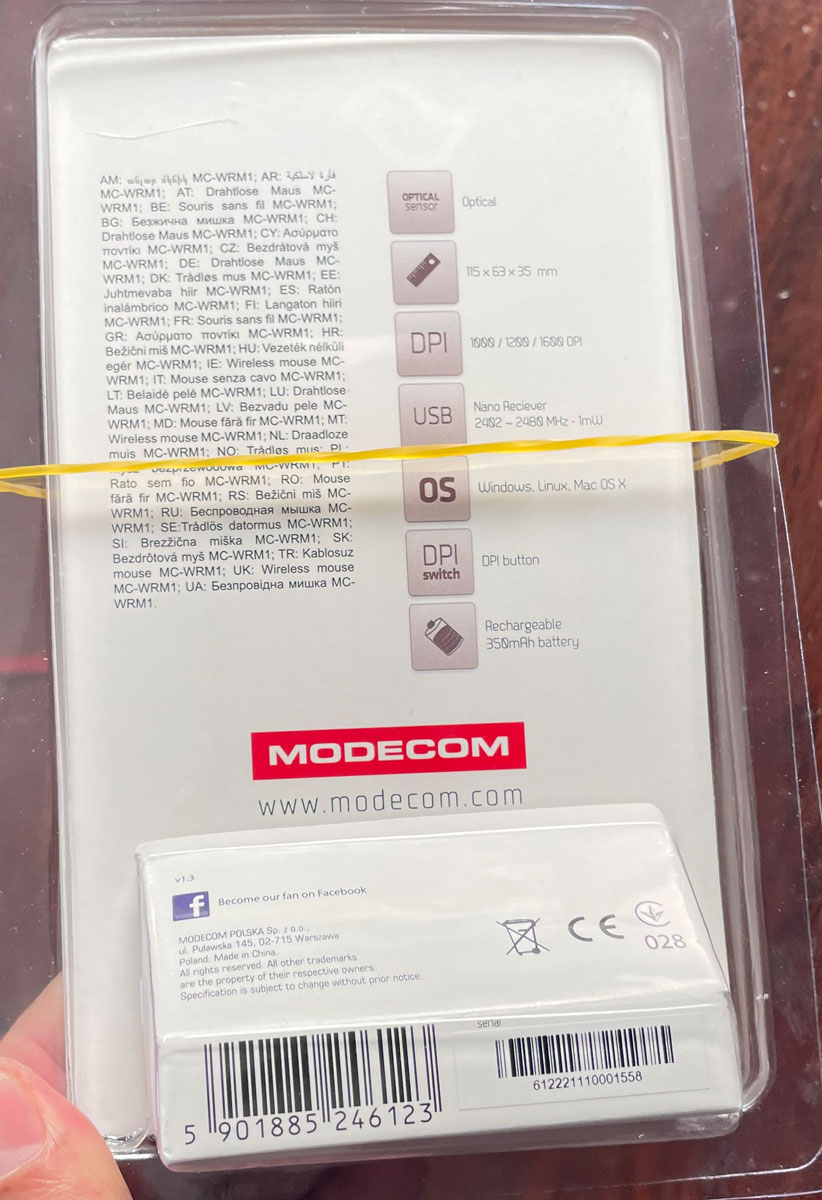 AM: անլար մկնիկ MC-WRM1; AR: فارة لاسلكية
MC-WRM1; AT: Drahtlose Maus MC-
WRM1; BE: Souris sans fil MC-WRM1;
BG: Безжична мишка MC-WRM1; CH:
Drahtlose Maus MC-WRM1; CY: Ασύρματο
ποντίκι MC-WRM1; CZ: Bezdrátová myš
MC-WRM1; DE: Drahtlose Maus MC-
WRM1; DK: Trådløs mus MC-WRM1; EE:
Juhtmevaba hiir MC-WRM1; ES: Ratón
inalámbrico MC-WRM1; FI: Langaton hiiri
MC-WRM1; FR: Souris sans fil MC-WRM1;
GR: Ασύρματο ποντίκι MC-WRM1; HR:
Bežični miš MC-WRM1; HU: Vezeték nélküli
egér MC-WRM1; IE: Wireless mouse MC-
WRM1; IT: Mouse senza cavo MC-WRM1;
LT: Belaidė pelė MC-WRM1; LU: Drahtlose
Maus MC-WRM1; LV: Bezvadu pele MC-
WRM1; MD: Mouse fără fir MC-WRM1; MT:
Wireless mouse MC-WRM1; NL: Draadloze
muis MC-WRM1; NO: Trådløs mus; PL:
bezprzewodowa MC-WRM1; PT:
Rato sem fio MC-WRM1; RO: Mouse
fără fir MC-WRM1; RS: Bežični miš MC-
WRM1; RU: Беспроводная мышка MC-
WRM1; SE:Trådlös datormus MC-WRM1;
SI: Brezžična miška MC-WRM1; SK:
Bezdrôtová myš MC-WRM1; TR: Kablosuz
mouse MC-WRM1; UK: Wireless mouse
MC-WRM1; UA: Безпровідна мишка MC-
WRM1.
OPTICAL
sensor
Optical
115 x 63 x 35 mm
DPI
1000 / 1200 / 1600 DPI
USB
Nano Reciever
2402 ~ 2480 MHz - 1mW
OS
Windows, Linux, Mac OS X
DPI
switch
DPI button
Rechargeable
350mAh battery
MODECOM
www.modecom.com
v1.3
f
Become our fan on Facebook
MODECOM POLSKA Sp. z o.o.,
ul. Puławska 145, 02-715 Warszawa
Poland. Made in China.
All rights reserved. All other trademarks
are the property of their respective owners.
Specification is subject to change without prior notice.
CE
028
Serial
612221110001558
5 901885 246123